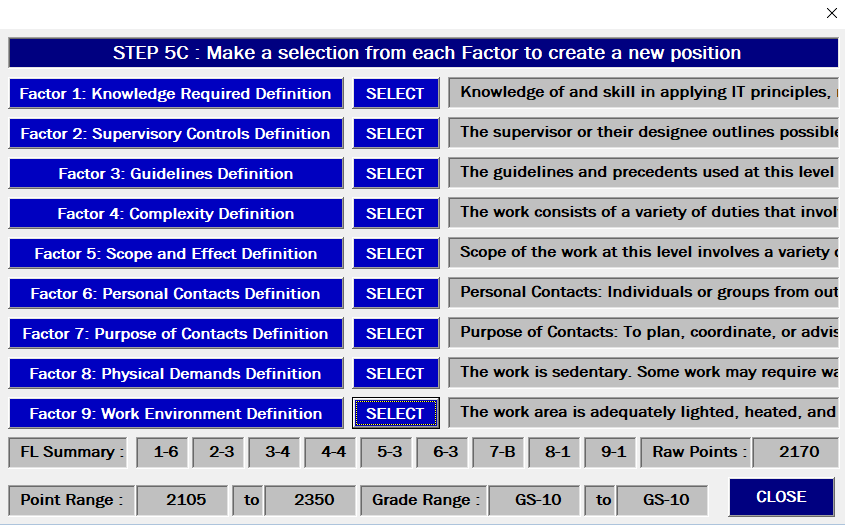 STEP 5C : Make a selection from each Factor to create a new position
Factor 1: Knowledge Required Definition SELECT Knowledge of and skill in applying IT principles,
Factor 2: Supervisory Controls Definition SELECT The supervisor or their designee outlines possible
Factor 3: Guidelines Definition SELECT The guidelines and precedents used at this level
Factor 4: Complexity Definition SELECT The work consists of a variety of duties that invol
Factor 5: Scope and Effect Definition SELECT Scope of the work at this level involves a variety
Factor 6: Personal Contacts Definition SELECT Personal Contacts: Individuals or groups from out
Factor 7: Purpose of Contacts Definition SELECT Purpose of Contacts: To plan, coordinate, or advis
Factor 8: Physical Demands Definition SELECT The work is sedentary. Some work may require wa
Factor 9: Work Environment Definition SELECT The work area is adequately lighted, heated, and
FL Summary : 1-6 2-3 3-4 4-4 5-3 6-3 7-B 8-1 9-1 Raw Points : 2170
Point Range : 2105 to 2350 Grade Range : GS-10 to GS-10 CLOSE